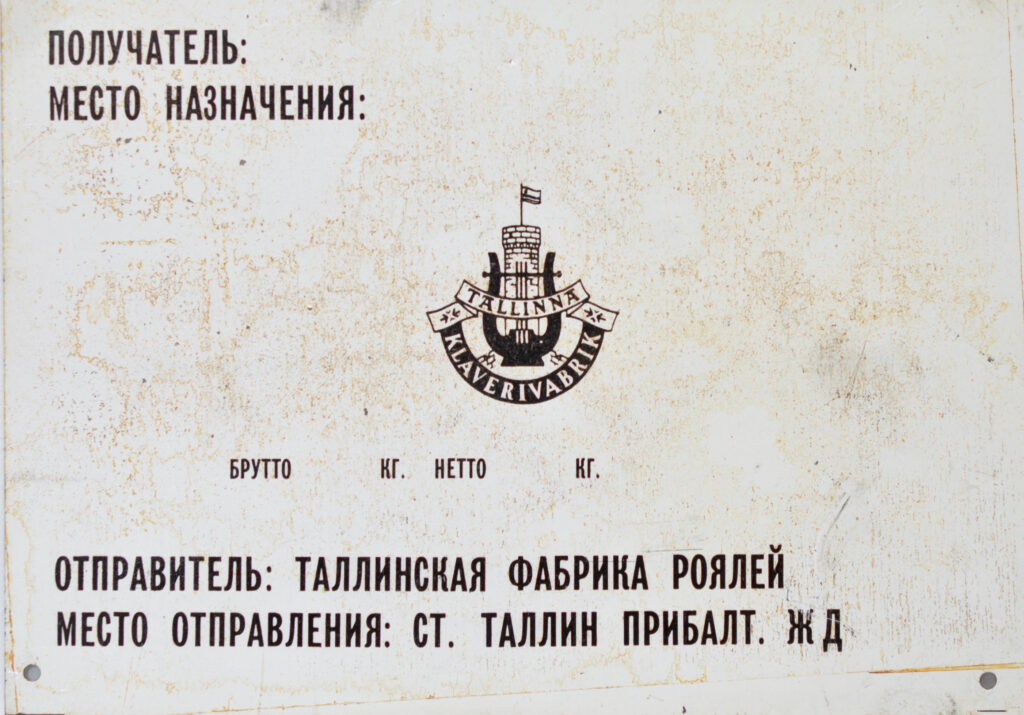 ПОЛУЧАТЕЛЬ:
МЕСТО НАЗНАЧЕНИЯ:
TALLINNA
KLAVERIVABRIK
БРУТТО КГ. НЕТТО КГ.
ОТПРАВИТЕЛЬ: ТАЛЛИНСКАЯ ФАБРИКА РОЯЛЕЙ
МЕСТО ОТПРАВЛЕНИЯ: СТ. ТАЛЛИН ПРИБАЛТ. ЖД